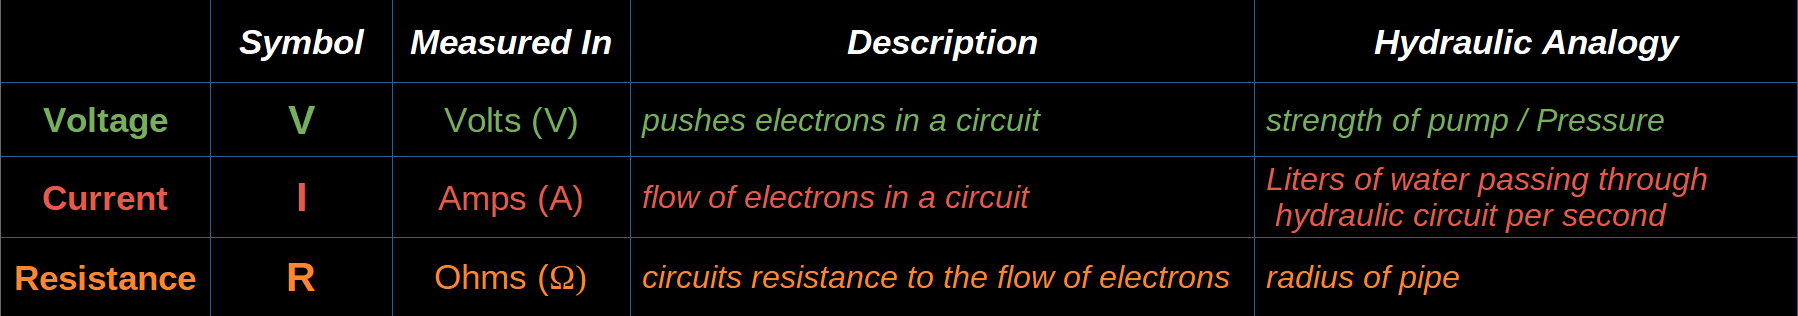 Symbol Measured In Description Hydraulic Analogy
Voltage V Volts (V) pushes electrons in a circuit strength of pump / Pressure
Current I Amps (A) flow of electrons in a circuit Liters of water passing through
hydraulic circuit per second
Resistance R Ohms (Ω) circuits resistance to the flow of electrons radius of pipe